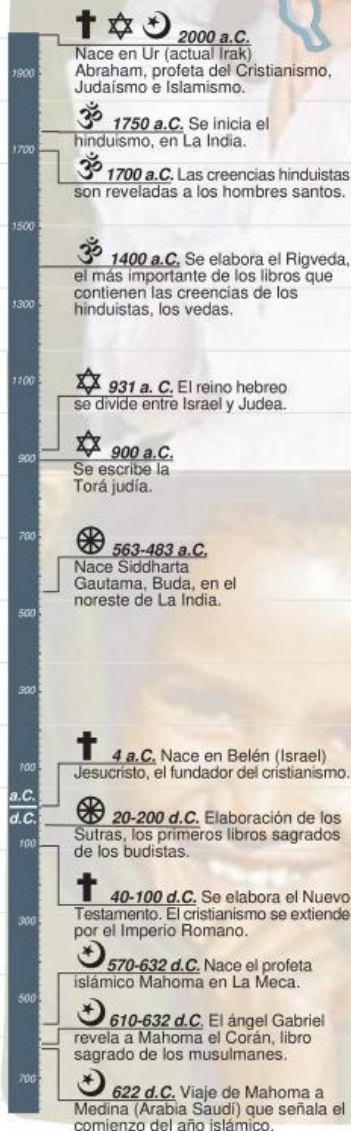 2000 a.C.
Nace en Ur (actual Irak)
Abraham, profeta del Cristianismo,
Judaísmo e Islamismo.
1750 a.C. Se inicia el
hinduismo, en La India.
1700 a.C. Las creencias hinduistas
son reveladas a los hombres santos.
1400 a.C. Se elabora el Rigveda,
el más importante de los libros que
contienen las creencias de los
hinduistas, los vedas.
931 a. C. El reino hebreo
se divide entre Israel y Judea.
900 a.C.
Se escribe la
Torá judía.
563-483 a.C.
Nace Siddharta
Gautama, Buda, en el
noreste de La India.
4 a.C. Nace en Belén (Israel)
Jesucristo, el fundador del cristianismo.
20-200 d.C. Elaboración de los
Sutras, los primeros libros sagrados
de los budistas.
40-100 d.C. Se elabora el Nuevo
Testamento. El cristianismo se extiende
por el Imperio Romano.
570-632 d.C. Nace el profeta
islámico Mahoma en La Meca.
610-632 d.C. El ángel Gabriel
revela a Mahoma el Corán, libro
sagrado de los musulmanes.
622 d.C. Viaje de Mahoma a
Medina (Arabia Saudí) que señala el
comienzo del año islámico.
1900
1700
1500
1300
1100
900
700
500
300
100
a.C.
d.C.
100
300
500
700